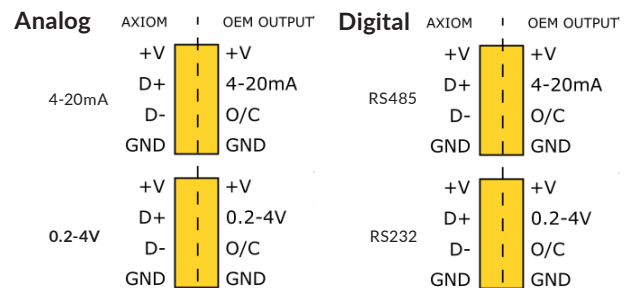 Analog AXIOM OEM OUTPUT
4-20mA
+V +V
D+ 4-20mA
D- O/C
GND GND
0.2-4V
+V +V
D+ 0.2-4V
D- O/C
GND GND
Digital AXIOM OEM OUTPUT
RS485
+V +V
D+ 4-20mA
D- O/C
GND GND
RS232
+V +V
D+ 0.2-4V
D- O/C
GND GND